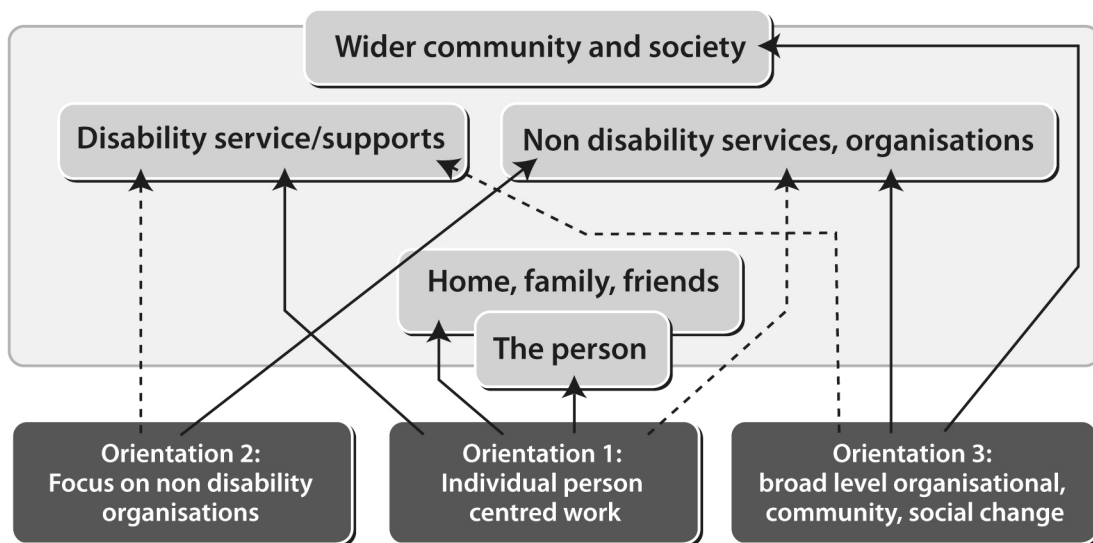 Wider community and society
Disability service/supports
Non disability services, organisations
Home, family, friends
The person
Orientation 2:
Focus on non disability
organisations
Orientation 1:
Individual person
centred work
Orientation 3:
broad level organisational,
community, social change